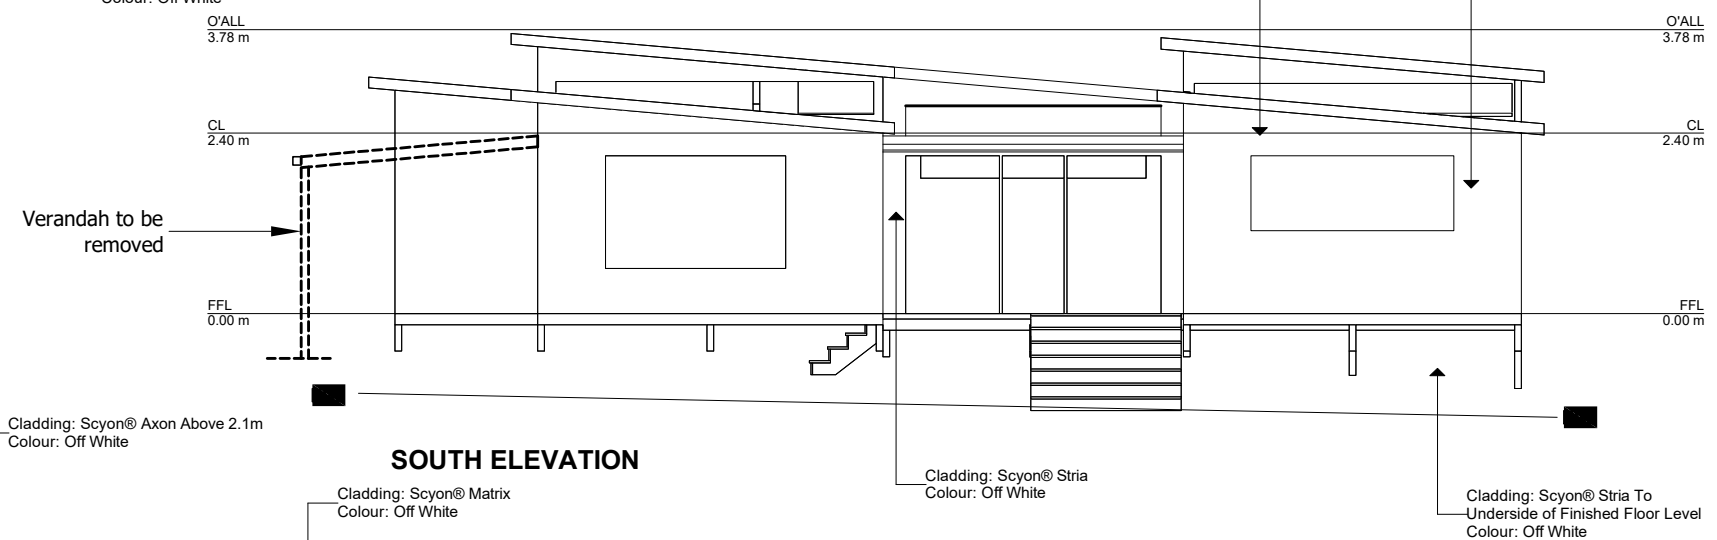 Colour: Off White
O'ALL
3.78 m
O'ALL
3.78 m
CL
2.40 m
CL
2.40 m
Verandah to be
removed
FFL
0.00 m
FFL
0.00 m
Cladding: Scyon® Axon Above 2.1m
Colour: Off White
SOUTH ELEVATION
Cladding: Scyon® Matrix
Colour: Off White
Cladding: Scyon® Stria
Colour: Off White
Cladding: Scyon® Stria To
Underside of Finished Floor Level
Colour: Off White